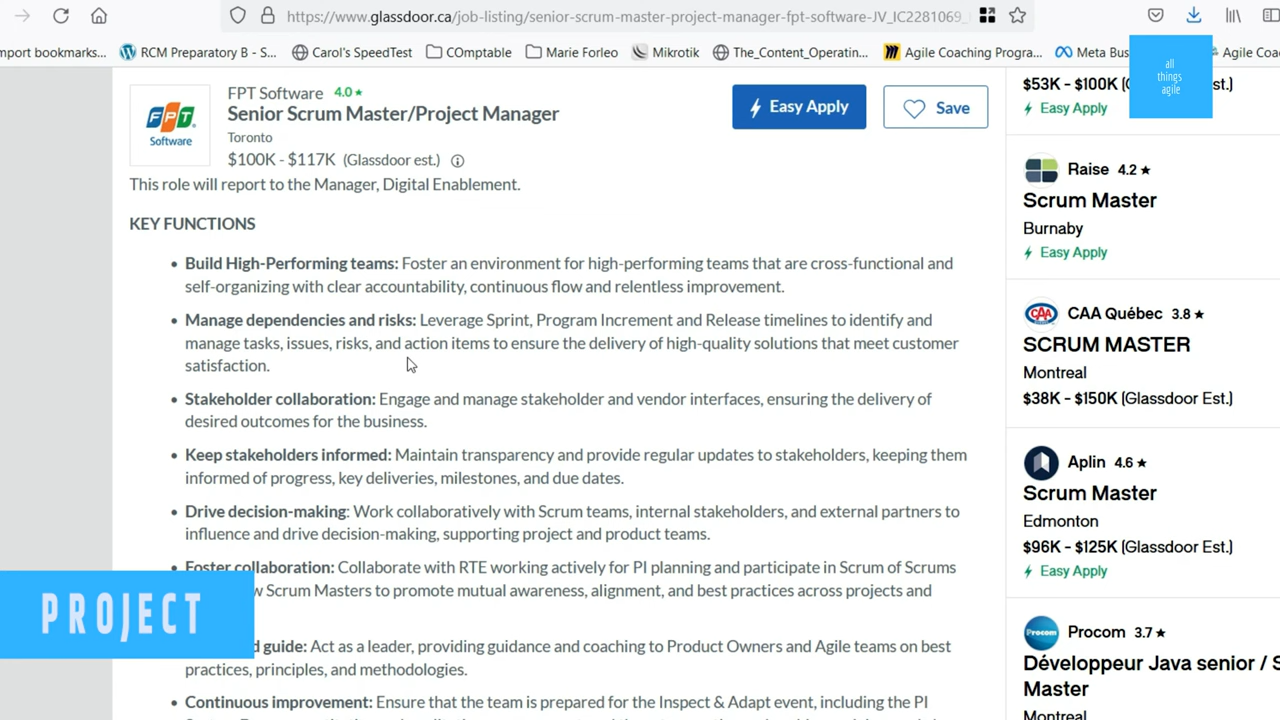 https://www.glassdoor.ca/job-listing/senior-scrum-master-project-manager-fpt-software-JV_IC2281069_
mport bookmarks...
RCM Preparatory B - S...
Carol's SpeedTest
COmptable
Marie Forleo
Mikrotik
The_Content_Operatin...
Agile Coaching Progra...
Meta Bus
Agile Coa
all
things
agile
FPT
Software
FPT Software 4.0 ★
Senior Scrum Master/Project Manager
Toronto
$100K - $117K (Glassdoor est.)
Easy Apply
Save
This role will report to the Manager, Digital Enablement.
KEY FUNCTIONS
• Build High-Performing teams: Foster an environment for high-performing teams that are cross-functional and
self-organizing with clear accountability, continuous flow and relentless improvement.
• Manage dependencies and risks: Leverage Sprint, Program Increment and Release timelines to identify and
manage tasks, issues, risks, and action items to ensure the delivery of high-quality solutions that meet customer
satisfaction.
• Stakeholder collaboration: Engage and manage stakeholder and vendor interfaces, ensuring the delivery of
desired outcomes for the business.
• Keep stakeholders informed: Maintain transparency and provide regular updates to stakeholders, keeping them
informed of progress, key deliveries, milestones, and due dates.
• Drive decision-making: Work collaboratively with Scrum teams, internal stakeholders, and external partners to
influence and drive decision-making, supporting project and product teams.
Foster collaboration: Collaborate with RTE working actively for PI planning and participate in Scrum of Scrums
w Scrum Masters to promote mutual awareness, alignment, and best practices across projects and
d guide: Act as a leader, providing guidance and coaching to Product Owners and Agile teams on best
practices, principles, and methodologies.
• Continuous improvement: Ensure that the team is prepared for the Inspect & Adapt event, including the PI
PROJECT
$53K - $100K (G
st.)
Easy Apply
Raise 4.2 ★
Scrum Master
Burnaby
Easy Apply
CAA
CAA Québec 3.8 ★
SCRUM MASTER
Montreal
$38K - $150K (Glassdoor Est.)
Aplin 4.6 ★
Scrum Master
Edmonton
$96K - $125K (Glassdoor Est.)
Easy Apply
Procom
Procom 3.7 ★
Développeur Java senior / S
Master
Montreal